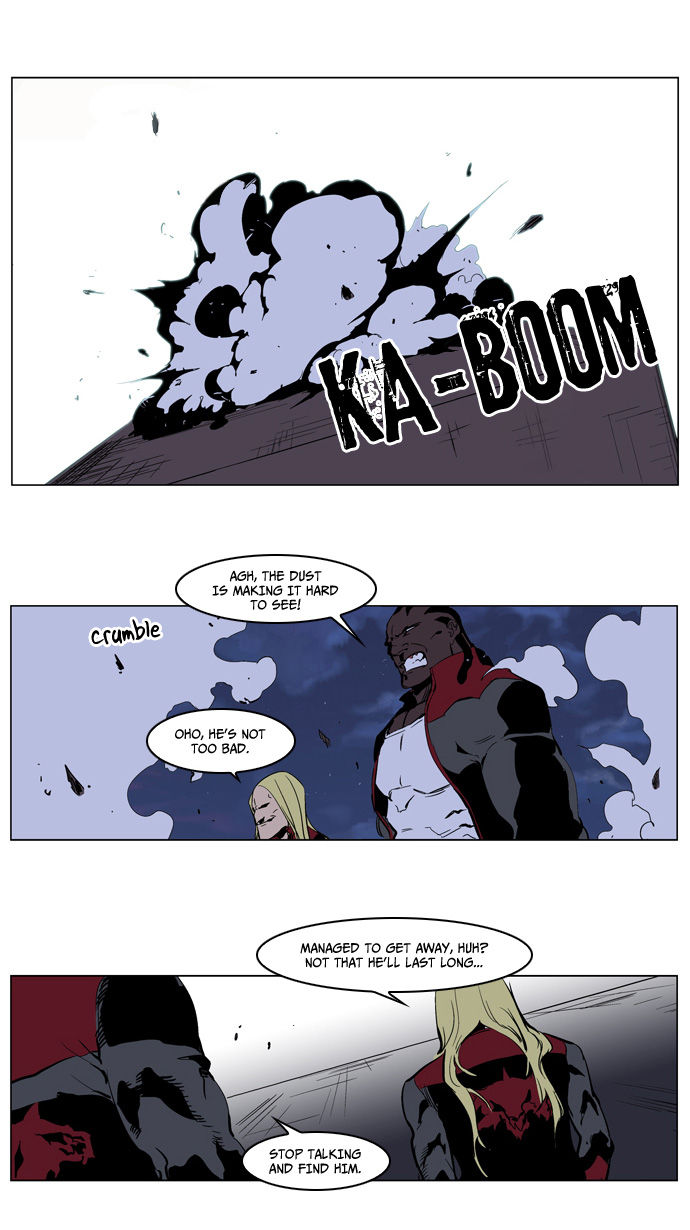 KA-BOOM
AGH, THE DUST
IS MAKING IT HARD
TO SEE!
crumble
OHO, HE'S NOT
TOO BAD.
MANAGED TO GET AWAY, HUH?
NOT THAT HE'LL LAST LONG...
STOP TALKING
AND FIND HIM.